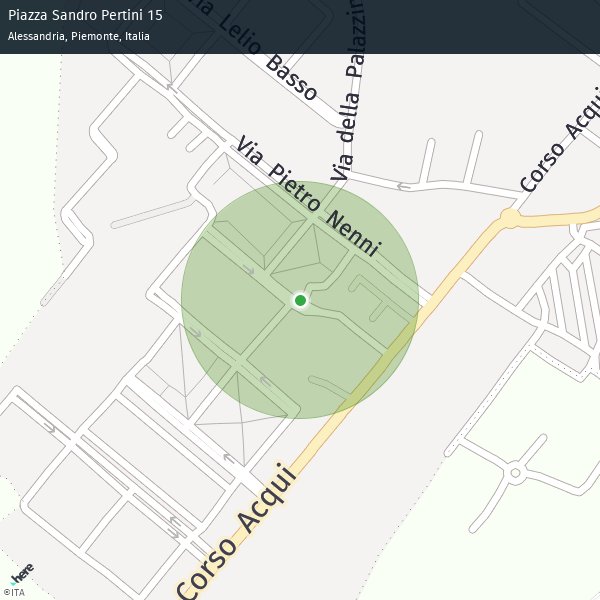 Piazza Sandro Pertini 15
Alessandria, Piemonte, Italia
Via Lelio Basso
Via della Palazzin
Corso Acqui
Via Pietro Nenni
Corso Acqui
here
©ITA